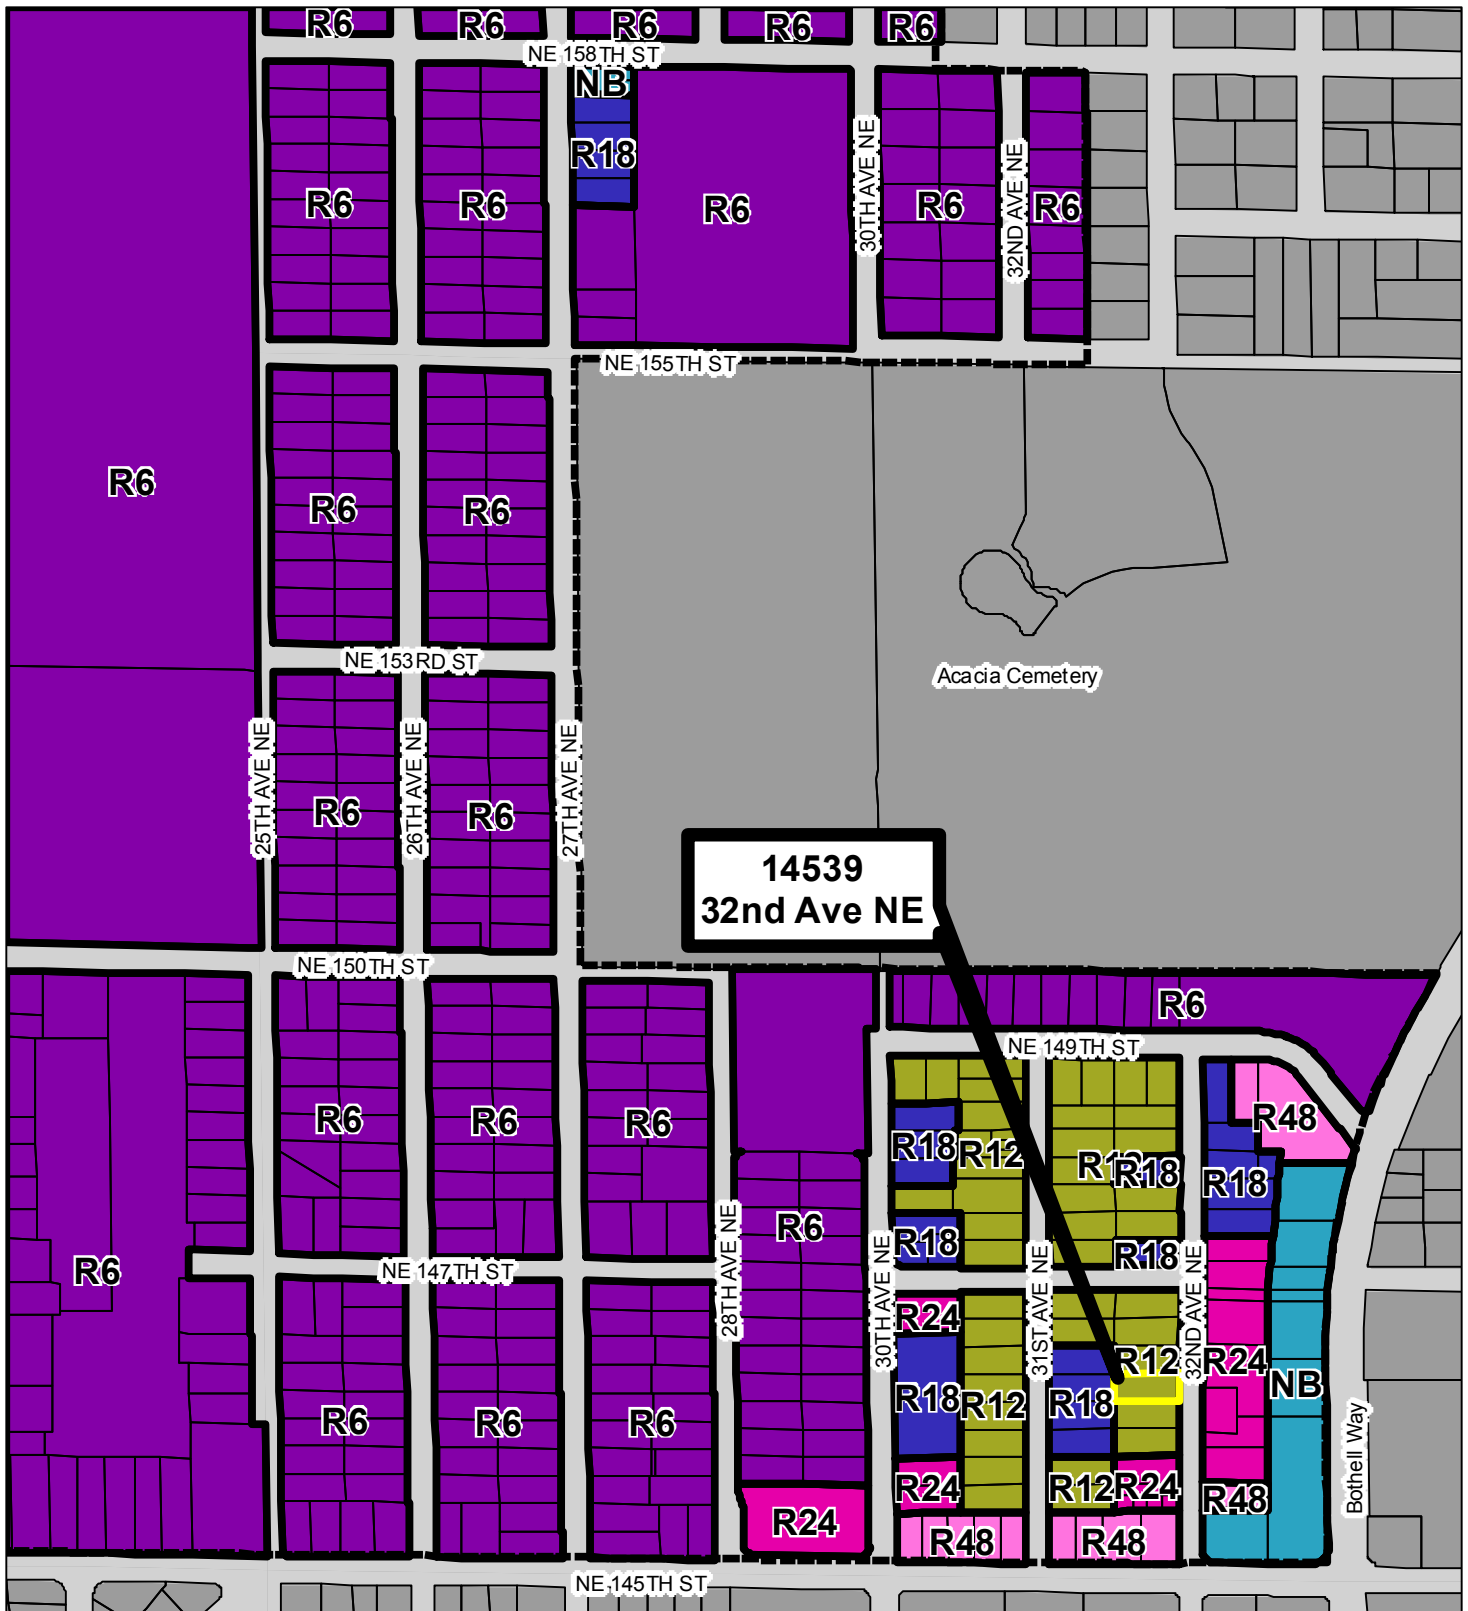 R6
R6
R6
R6
R6
NE 158TH ST
NB
R18
R6
R6
R6
R6
R6
30TH AVE NE
32ND AVE NE
NE 155TH ST
R6
R6
R6
Acacia Cemetery
NE 153RD ST
25TH AVE NE
26TH AVE NE
27TH AVE NE
R6
R6
14539
32nd Ave NE
NE 150TH ST
R6
NE 149TH ST
R6
R6
R6
R18
R12
R12
R18
R18
R48
R6
R6
NE 147TH ST
28TH AVE NE
30TH AVE NE
R18
31ST AVE NE
R18
32ND AVE NE
R24
R18
R12
R18
R12
R24
NB
R6
R6
R6
R24
R12
R24
R48
Bothell Way
R24
R48
R48
NE 145TH ST